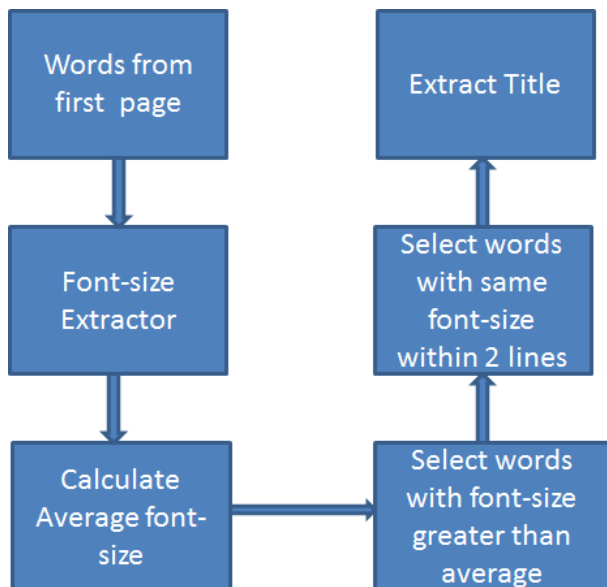 Words from
first page
Font-size
Extractor
Calculate
Average font-
size
Select words
with font-size
greater than
average
Select words
with same
font-size
within 2 lines
Extract Title